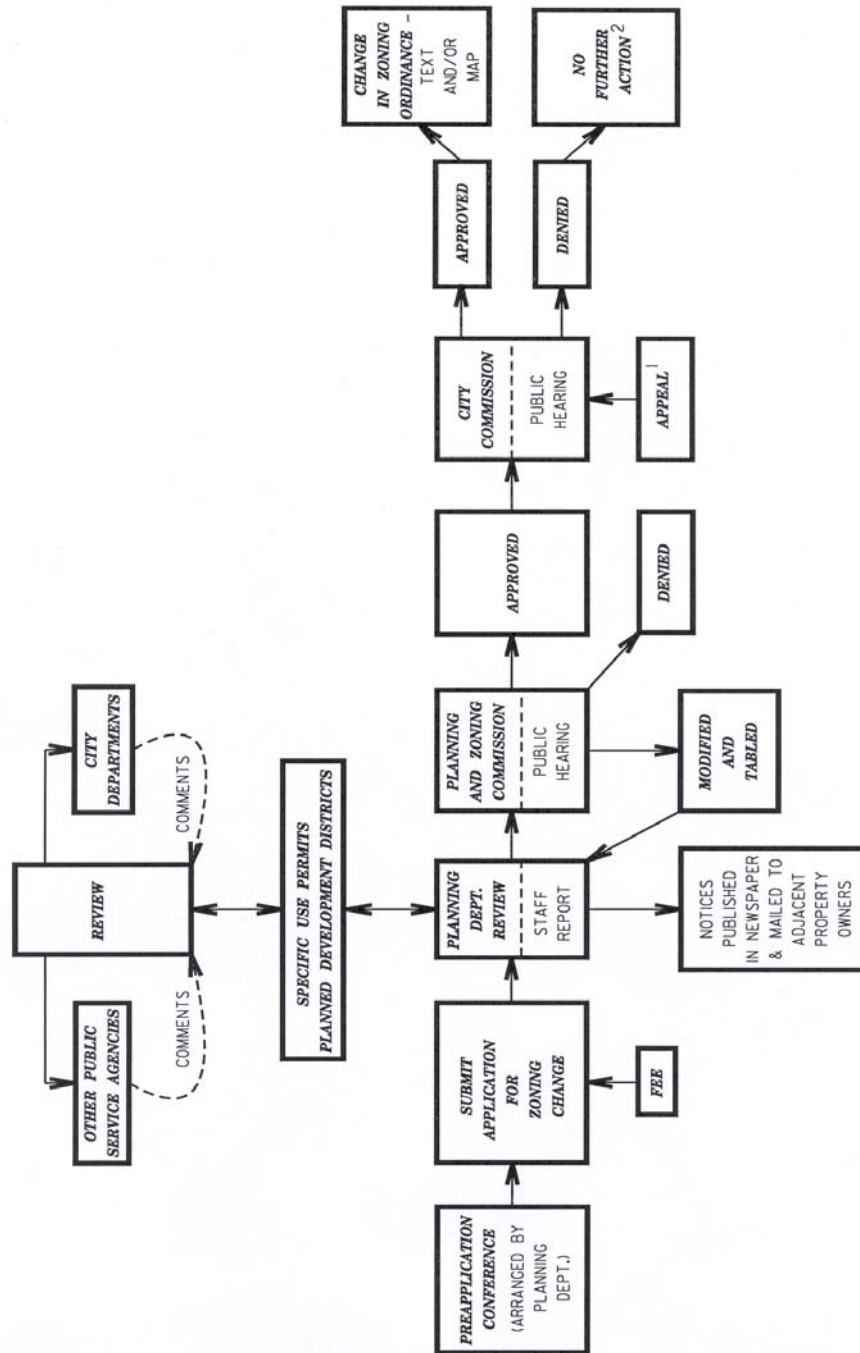 OTHER PUBLIC
SERVICE AGENCIES
COMMENTS
REVIEW
COMMENTS
CITY
DEPARTMENTS
SPECIFIC USE PERMITS
PLANNED DEVELOPMENT DISTRICTS
PREAPPLICATION
CONFERENCE
(ARRANGED BY
PLANNING
DEPT.)
SUBMIT
APPLICATION
FOR
ZONING
CHANGE
FEE
PLANNING
DEPT.
REVIEW
STAFF
REPORT
NOTICES
PUBLISHED
IN NEWSPAPER
& MAILED TO
ADJACENT
PROPERTY
OWNERS
PLANNING
AND ZONING
COMMISSION
PUBLIC
HEARING
MODIFIED
AND
TABLED
APPROVED
DENIED
CITY
COMMISSION
PUBLIC
HEARING
APPEAL¹
APPROVED
DENIED
CHANGE
IN ZONING
ORDINANCE –
TEXT
AND/OR
MAP
NO
FURTHER
ACTION²